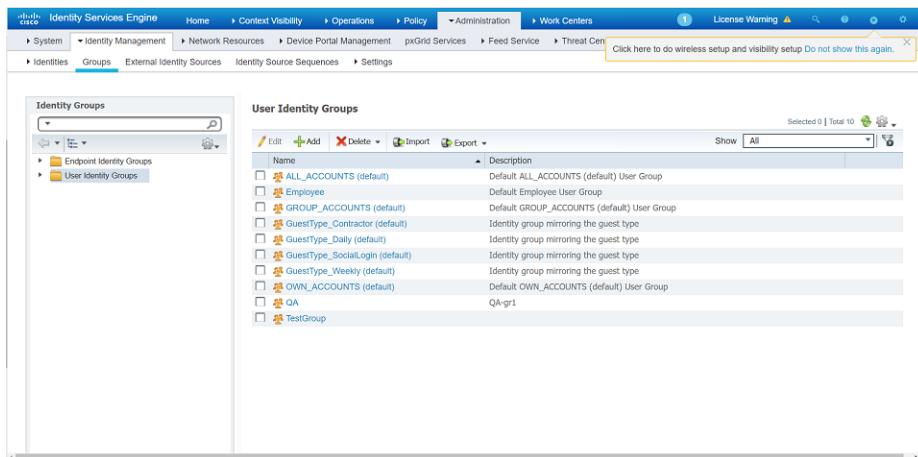 cisco Identity Services Engine Home Context Visibility Operations Policy Administration Work Centers 1 License Warning
System Identity Management Network Resources Device Portal Management pxGrid Services Feed Service Threat Cen
Click here to do wireless setup and visibility setup Do not show this again.
Identities Groups External Identity Sources Identity Source Sequences Settings
Identity Groups
Endpoint Identity Groups
User Identity Groups
User Identity Groups
Selected 0 | Total 10
Edit Add Delete Import Export Show All
Name Description
ALL_ACCOUNTS (default) Default ALL_ACCOUNTS (default) User Group
Employee Default Employee User Group
GROUP_ACCOUNTS (default) Default GROUP_ACCOUNTS (default) User Group
GuestType_Contractor (default) Identity group mirroring the guest type
GuestType_Daily (default) Identity group mirroring the guest type
GuestType_SocialLogin (default) Identity group mirroring the guest type
GuestType_Weekly (default) Identity group mirroring the guest type
OWN_ACCOUNTS (default) Default OWN_ACCOUNTS (default) User Group
QA QA-gr1
TestGroup